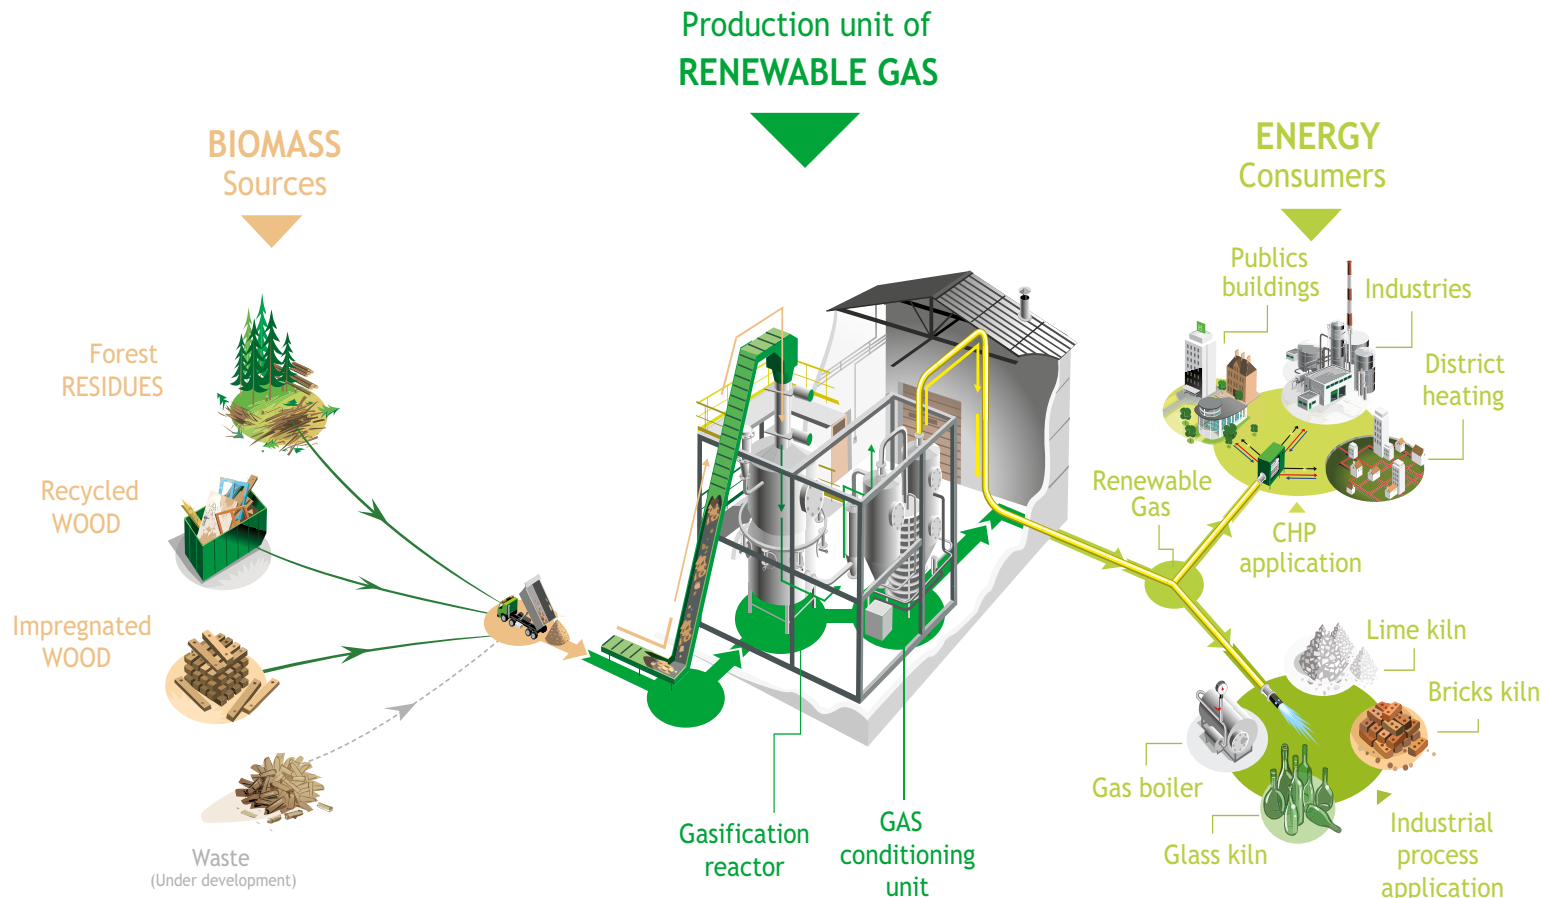 Production unit of
RENEWABLE GAS
BIOMASS
Sources
Forest
RESIDUES
Recycled
WOOD
Impregnated
WOOD
Waste
(Under development)
Gasification
reactor
GAS
conditioning
unit
ENERGY
Consumers
Publics
buildings
Industries
District
heating
Renewable
Gas
CHP
application
Lime kiln
Bricks kiln
Gas boiler
Glass kiln
Industrial
process
application